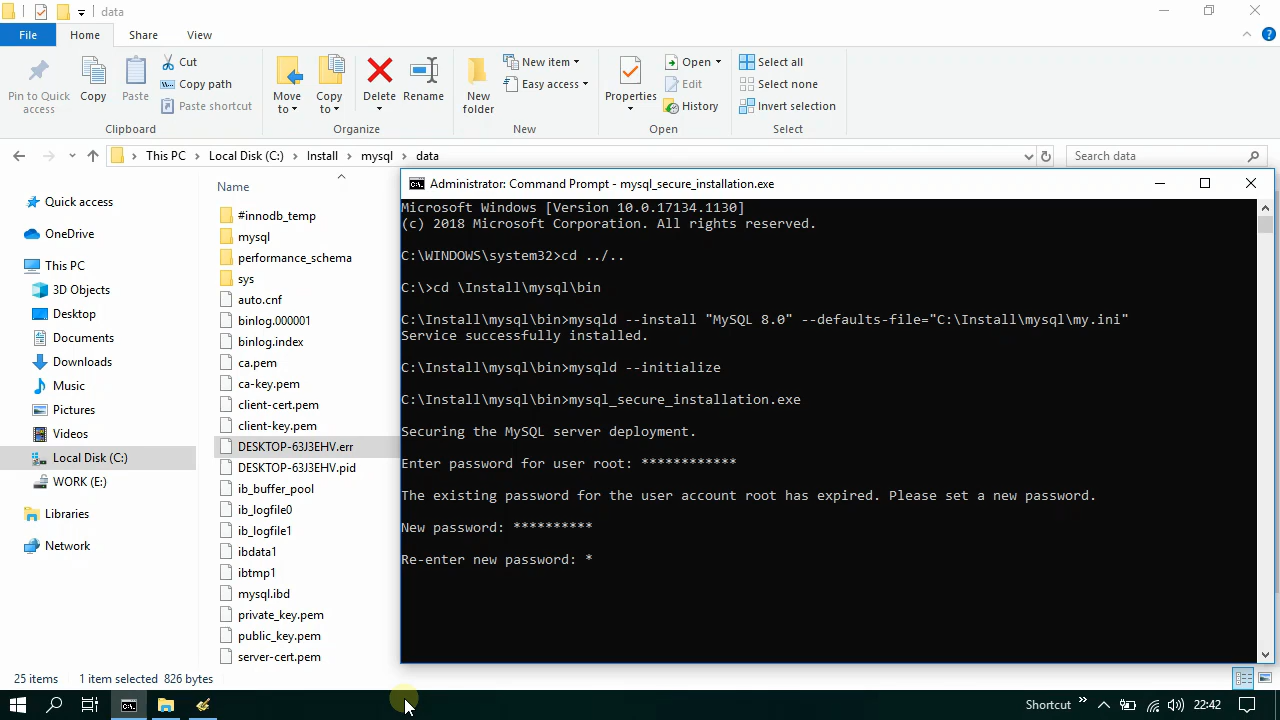 data
File Home Share View
Pin to Quick access
Copy
Paste
Cut
Copy path
Paste shortcut
Clipboard
Move to
Copy to
Delete
Rename
Organize
New folder
New item
Easy access
New
Properties
Open
Edit
History
Open
Select all
Select none
Invert selection
Select
This PC Local Disk (C:) Install mysql data
Search data
Quick access
OneDrive
This PC
3D Objects
Desktop
Documents
Downloads
Music
Pictures
Videos
Local Disk (C:)
WORK (E:)
Libraries
Network
Name
#innodb_temp
mysql
performance_schema
sys
auto.cnf
binlog.000001
binlog.index
ca.pem
ca-key.pem
client-cert.pem
client-key.pem
DESKTOP-63J3EHV.err
DESKTOP-63J3EHV.pid
ib_buffer_pool
ib_logfile0
ib_logfile1
ibdata1
ibtmp1
mysql.ibd
private_key.pem
public_key.pem
server-cert.pem
Administrator: Command Prompt - mysql_secure_installation.exe
Microsoft Windows [Version 10.0.17134.1130]
(c) 2018 Microsoft Corporation. All rights reserved.
C:\WINDOWS\system32>cd ../..
C:\>cd \Install\mysql\bin
C:\Install\mysql\bin>mysqld --install "MySQL 8.0" --defaults-file="C:\Install\mysql\my.ini"
Service successfully installed.
C:\Install\mysql\bin>mysqld --initialize
C:\Install\mysql\bin>mysql_secure_installation.exe
Securing the MySQL server deployment.
Enter password for user root: ************
The existing password for the user account root has expired. Please set a new password.
New password: **********
Re-enter new password: *
25 items 1 item selected 826 bytes
Shortcut
22:42